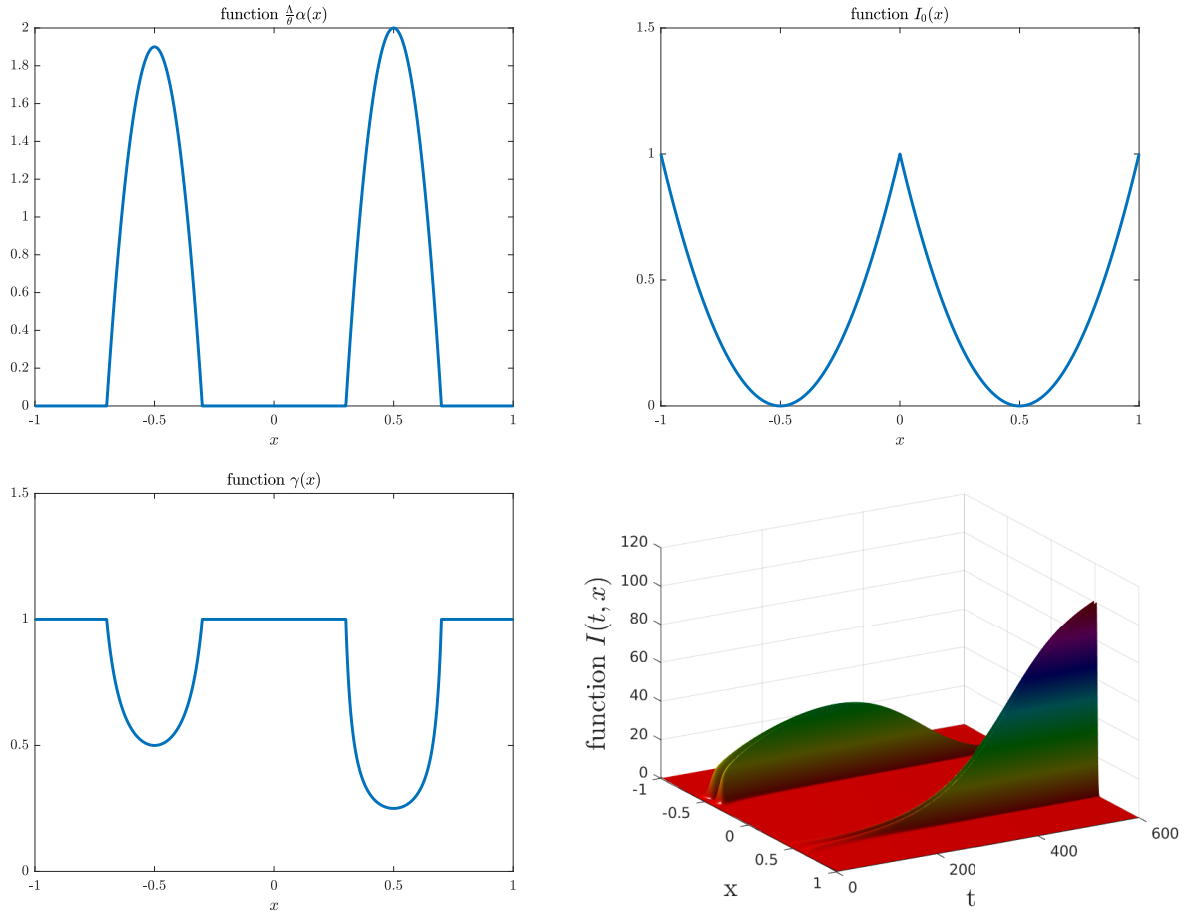 function $\frac{\Lambda}{\theta}\alpha(x)$
2
1.8
1.6
1.4
1.2
1
0.8
0.6
0.4
0.2
0
-1 -0.5 0 0.5 1
x
function $I_0(x)$
1.5
1
0.5
0
-1 -0.5 0 0.5 1
x
function γ(x)
1.5
1
0.5
0
-1 -0.5 0 0.5 1
x
function I(t, x)
120
100
80
60
40
20
0
-1
-0.5
0
0.5
1
x
0
200
400
600
t